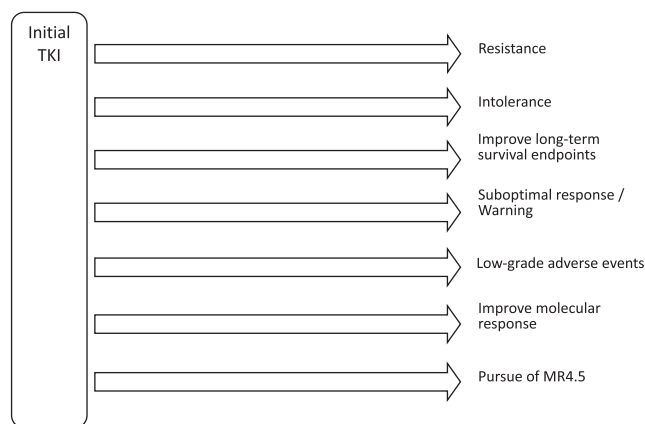 Initial
TKI
Resistance
Intolerance
Improve long-term
survival endpoints
Suboptimal response /
Warning
Low-grade adverse events
Improve molecular
response
Pursue of MR4.5